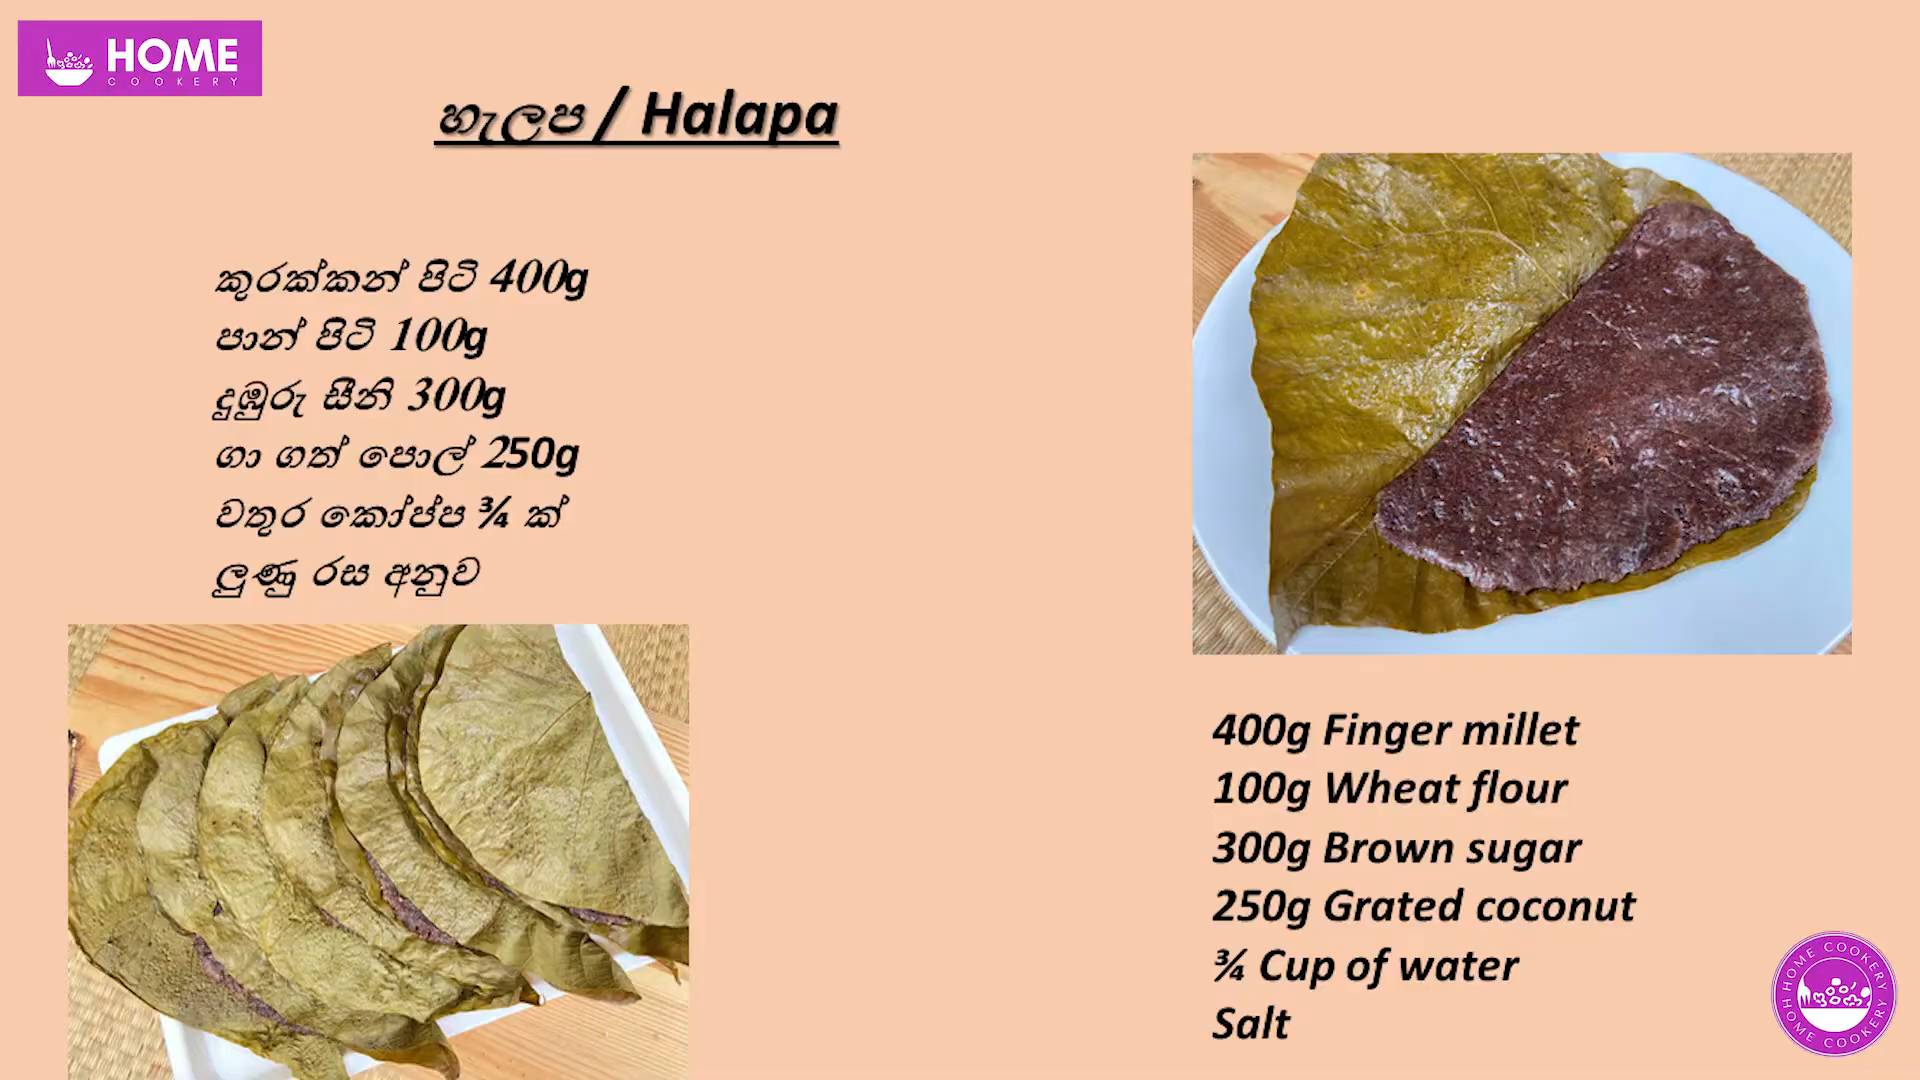 HOME
COOKERY
හැලප / Halapa
කුරක්කන් පිටි 400g
පාන් පිටි 100g
දුඹුරු සීනි 300g
ගා ගත් පොල් 250g
වතුර කෝප්ප ¾ ක්
ලුණු රස අනුව
400g Finger millet
100g Wheat flour
300g Brown sugar
250g Grated coconut
¾ Cup of water
Salt
HOME COOKERY
HOME COOKERY